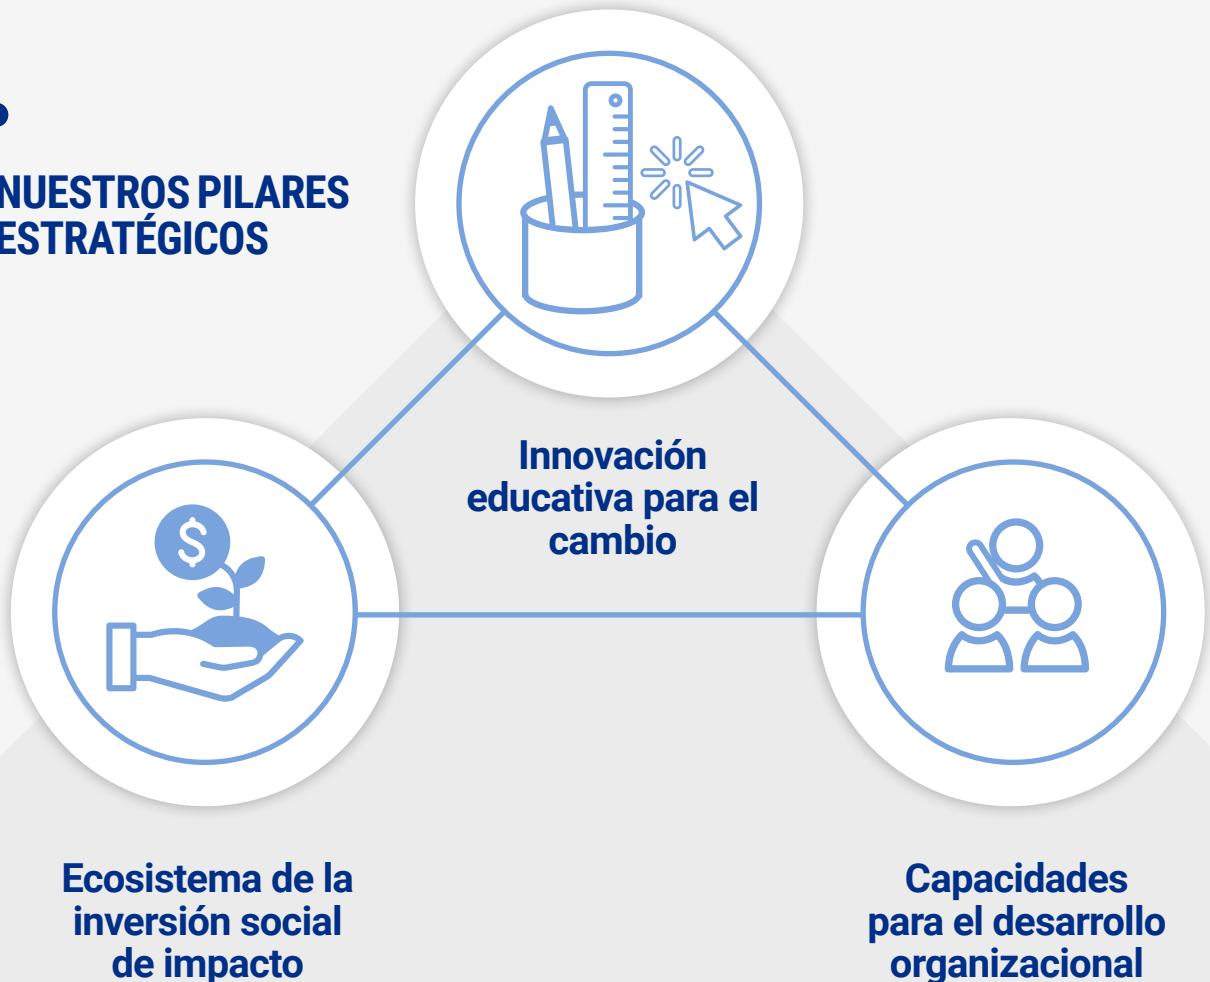 NUESTROS PILARES
ESTRATÉGICOS
$
Innovación
educativa para el
cambio
Ecosistema de la
inversión social
de impacto
Capacidades
para el desarrollo
organizacional